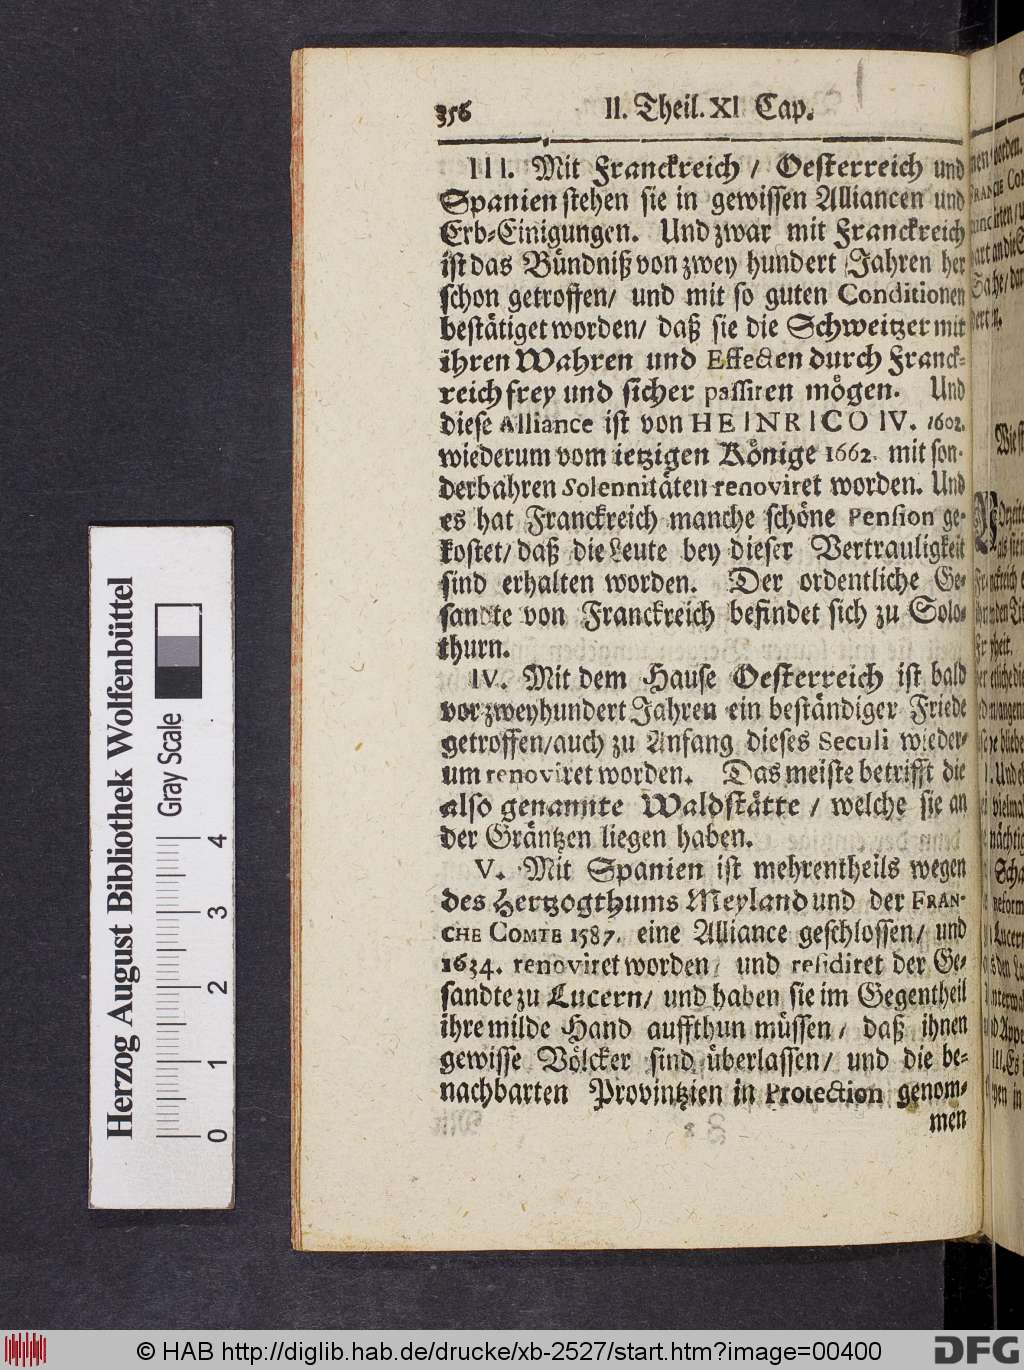 356 II. Theil. XI Cap.
III. Mit Franckreich / Oesterreich und
Spanien stehen sie in gewissen Alliancen und
Erb-Einigungen. Und zwar mit Franckreich
ist das Bündniß von zwey hundert Jahren her
schon getroffen/ und mit so guten Conditionen
bestätiget worden/ daß sie die Schweitzer mit
ihren Wahren und Effecten durch Franck-
reich frey und sicher passiren mögen. Und
diese Alliance ist von HEINRICO IV. 1602.
wiederum vom ietzigen Könige 1662. mit son-
derbahren Solennitäten renoviret worden. Und
es hat Franckreich manche schöne Pension ge-
kostet/ daß die Leute bey dieser Vertrauligkeit
sind erhalten worden. Der ordentliche Ge-
sandte von Franckreich befindet sich zu Solo-
thurn.
IV. Mit dem Hause Oesterreich ist bald
vor zweyhundert Jahren ein beständiger Friede
getroffen/auch zu Anfang dieses Seculi wieder-
um renoviret worden. Das meiste betrifft die
also genannte Waldstätte / welche sie an
der Gräntzen liegen haben.
V. Mit Spanien ist mehrentheils wegen
des Hertzogthums Meyland und der FRAN-
CHE COMTE 1587. eine Alliance geschlossen/ und
1634. renoviret worden/ und residiret der Ge-
sandte zu Lucern/ und haben sie im Gegentheil
ihre milde Hand auffthun müssen/ daß ihnen
gewisse Völcker sind überlassen/ und die be-
nachbarten Provintzien in Protection genom-
men
Herzog August Bibliothek Wolfenbüttel
Gray Scale
0 1 2 3 4
© HAB http://diglib.hab.de/drucke/xb-2527/start.htm?image=00400
DFG